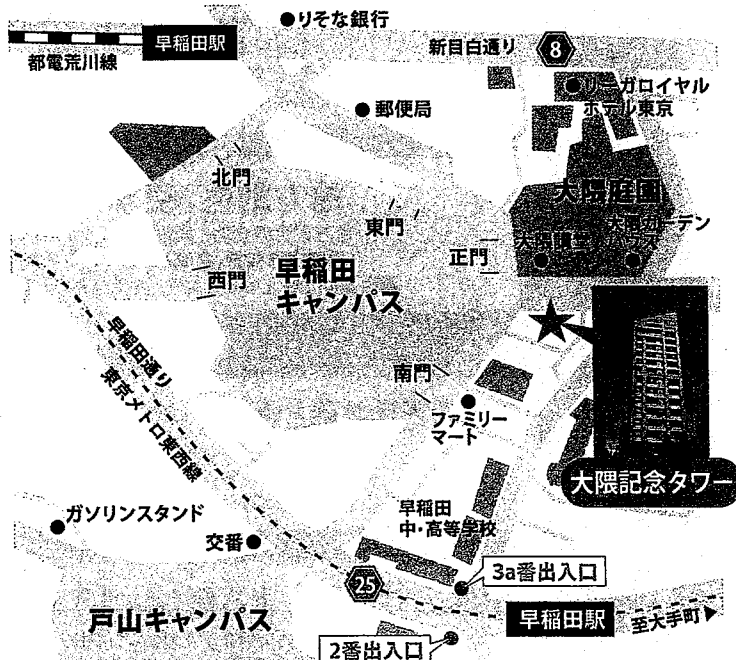 りそな銀行
早稲田駅
新目白通り
8
都電荒川線
リーガロイヤル
ホテル東京
郵便局
北門
大隈庭園
東門
大隈ガーデン
ハウス
大隈講堂
正門
早稲田
キャンパス
西門
早稲田通り
東京メトロ東西線
南門
ファミリー
マート
大隈記念タワー
ガソリンスタンド
早稲田
中・高等学校
交番
3a番出入口
25
戸山キャンパス
早稲田駅
至大手町
2番出入口